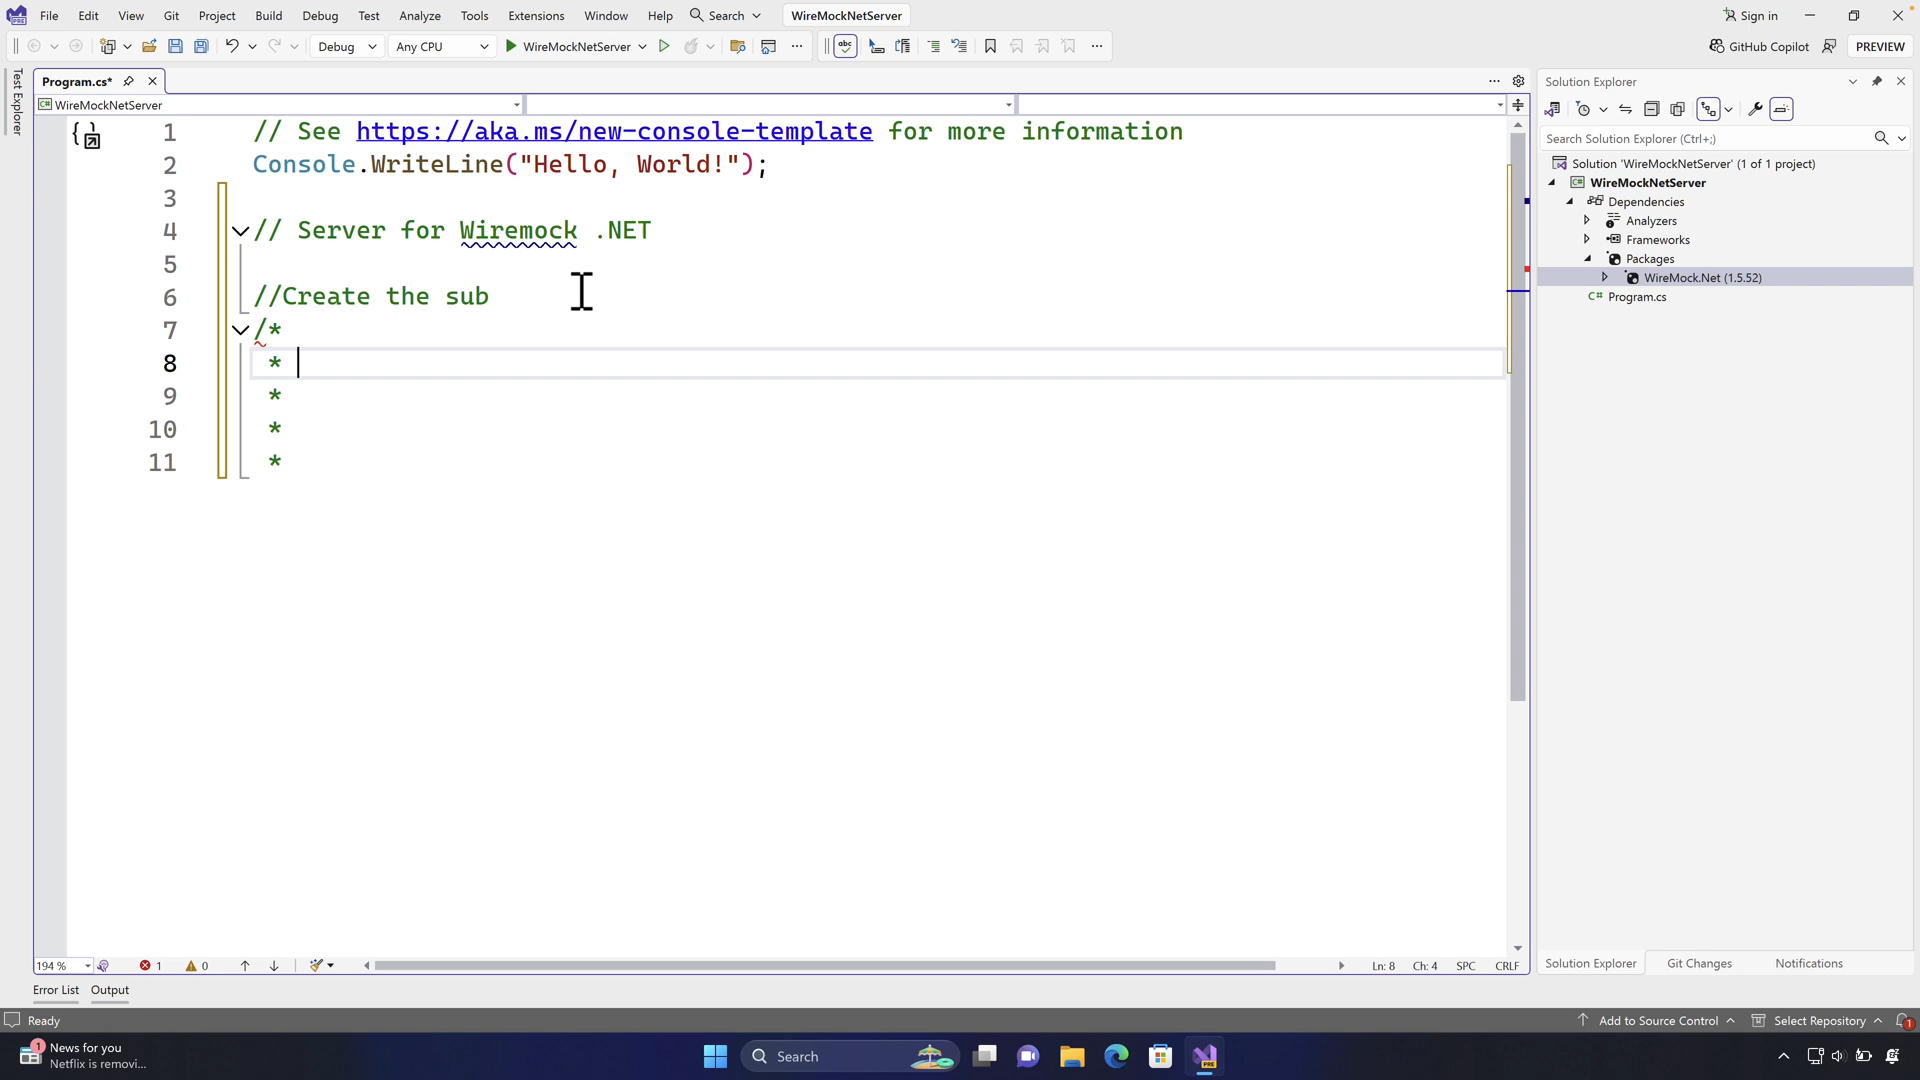 File Edit View Git Project Build Debug Test Analyze Tools Extensions Window Help Search WireMockNetServer Sign in
Debug Any CPU WireMockNetServer abc GitHub Copilot PREVIEW
Test Explorer
Program.cs*
WireMockNetServer
1 // See https://aka.ms/new-console-template for more information
2 Console.WriteLine("Hello, World!");
3
4 // Server for Wiremock .NET
5
6 //Create the sub
7 /*
8 *
9 *
10 *
11 *
194 % 1 0 Ln: 8 Ch: 4 SPC CRLF
Solution Explorer
Search Solution Explorer (Ctrl+;)
Solution 'WireMockNetServer' (1 of 1 project)
WireMockNetServer
Dependencies
Analyzers
Frameworks
Packages
WireMock.Net (1.5.52)
C# Program.cs
Solution Explorer Git Changes Notifications
Error List Output
Ready Add to Source Control Select Repository 1
1 News for you
Netflix is removi...
Search
PRE